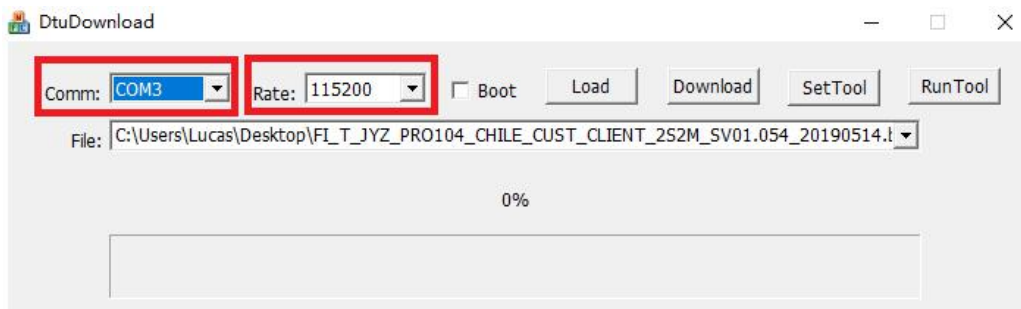 DtuDownload
Comm: COM3 Rate: 115200 Boot Load Download SetTool RunTool
File: C:\Users\Lucas\Desktop\FI_T_JYZ_PRO104_CHILE_CUST_CLIENT_2S2M_SV01.054_20190514.b
0%